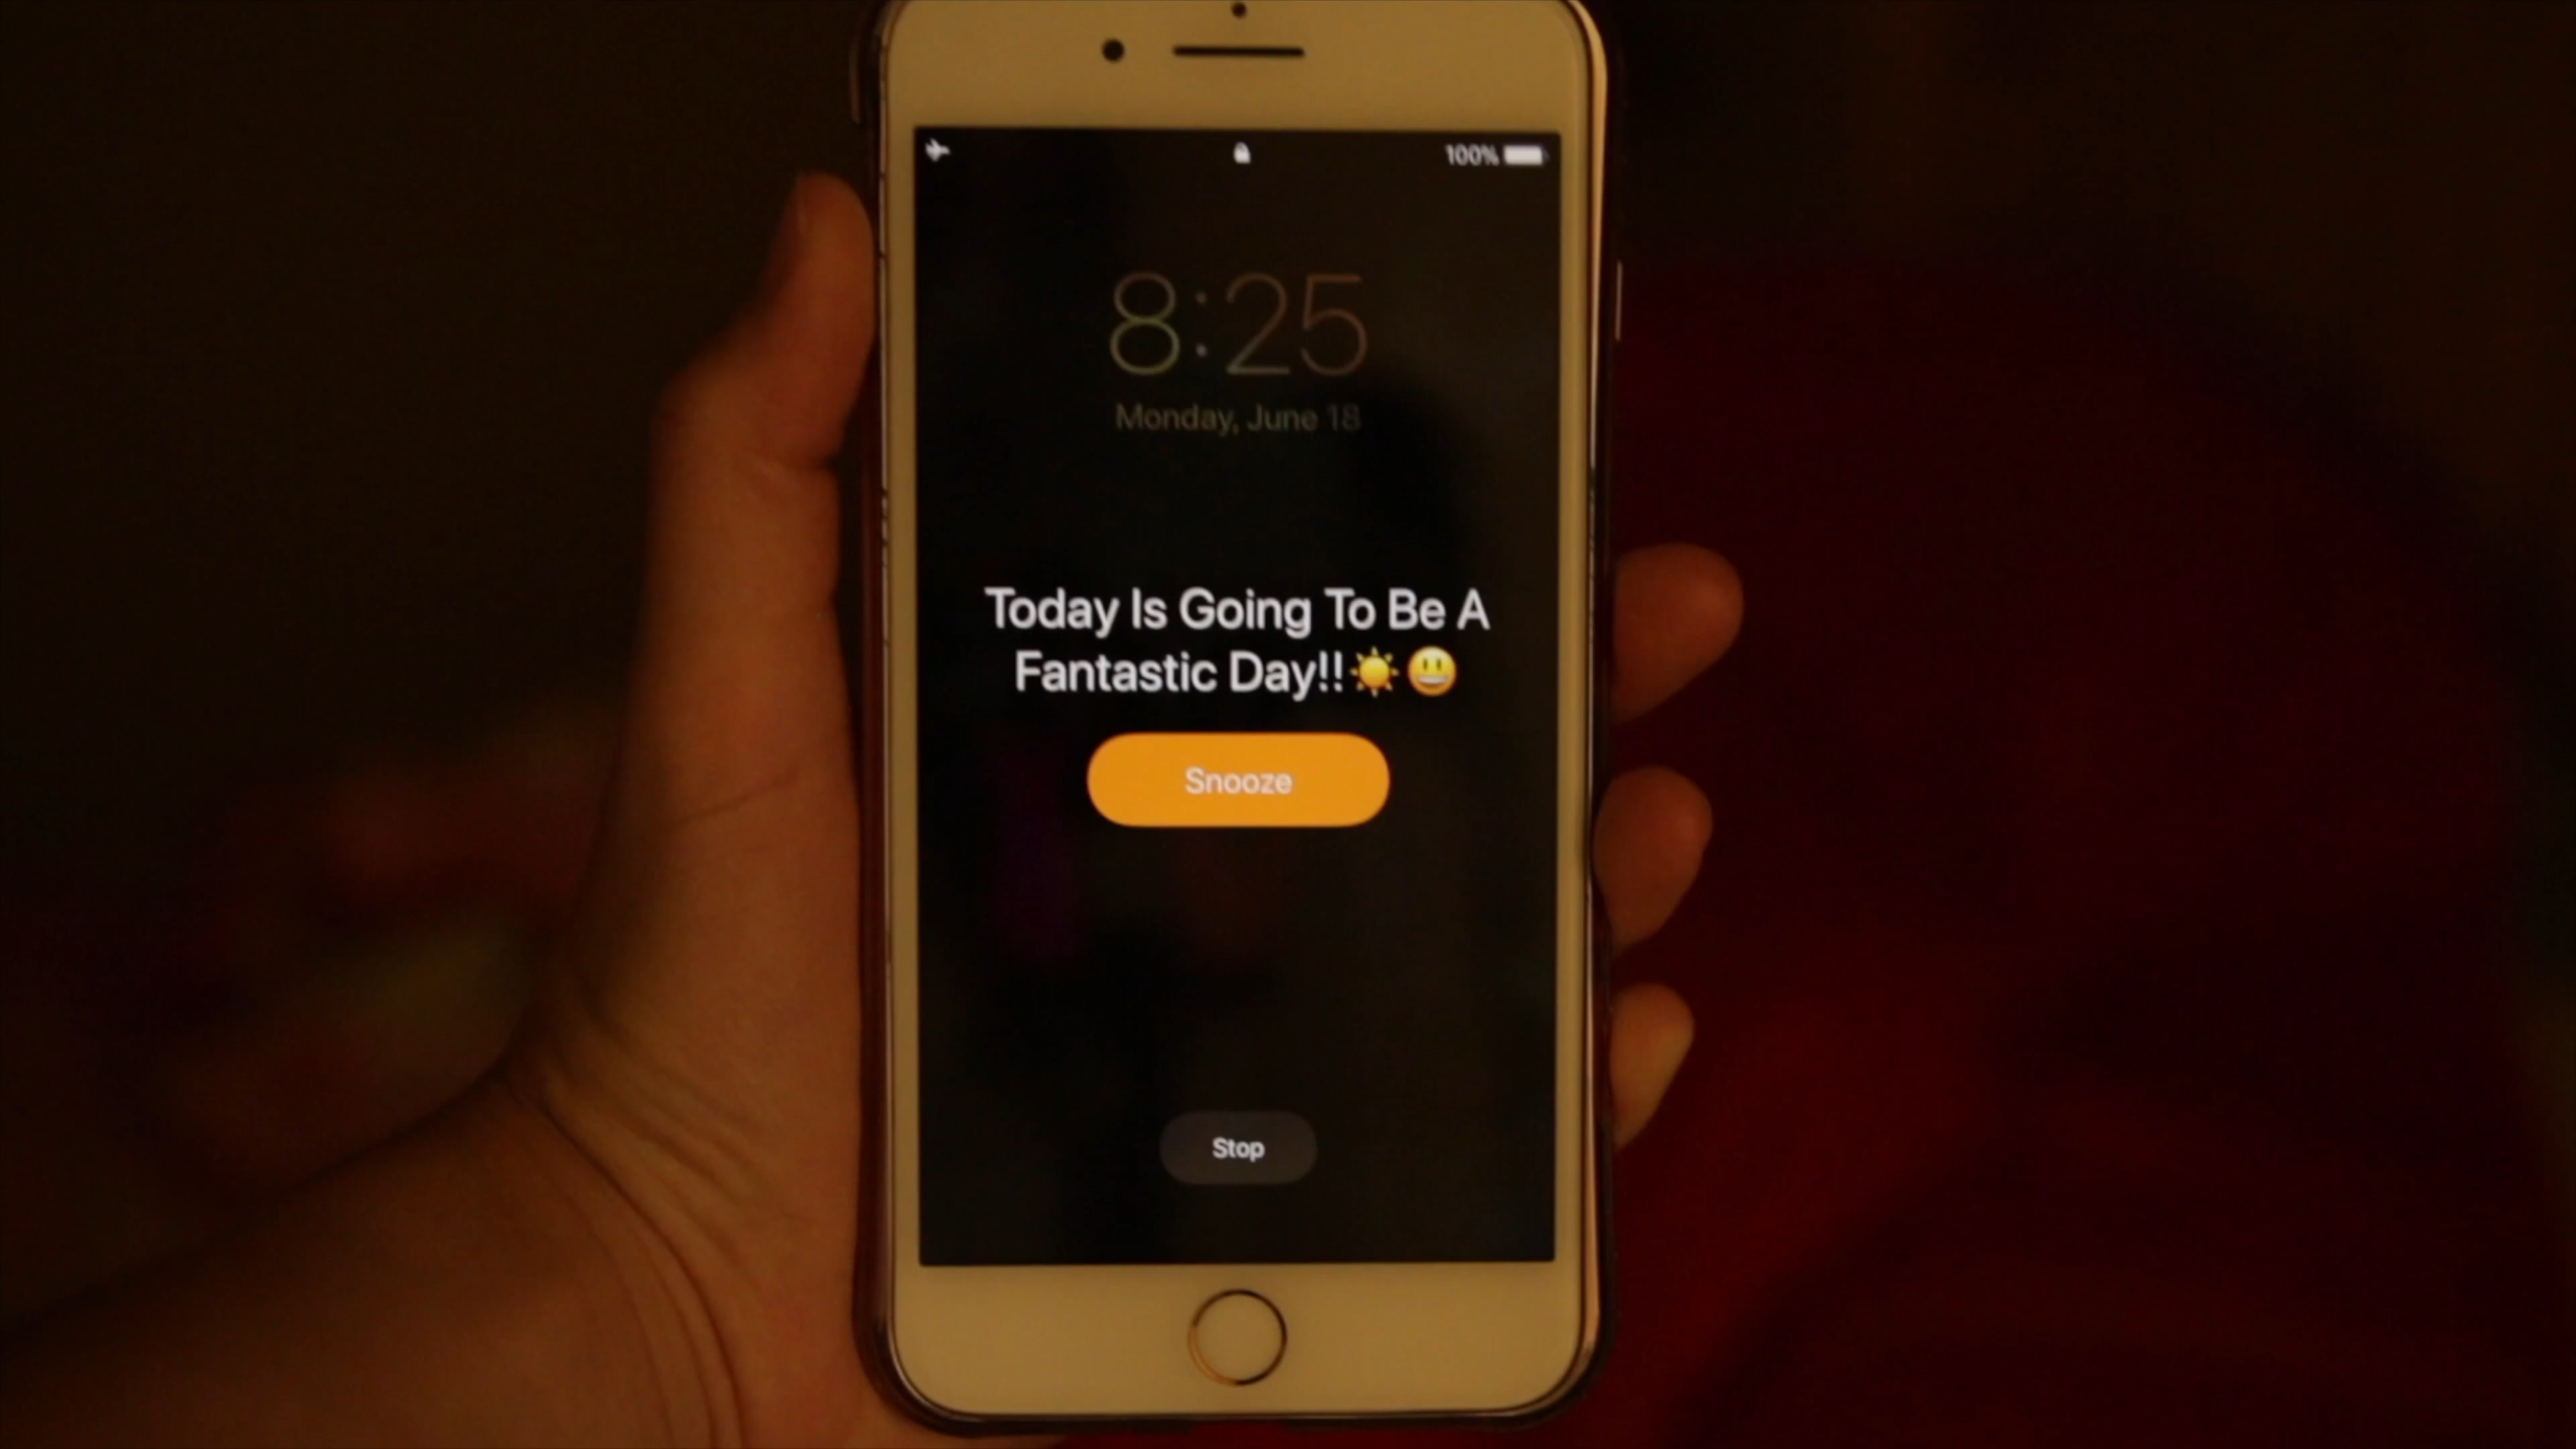 100%
8:25
Monday, June 18
Today Is Going To Be A
Fantastic Day!!☀️😃
Snooze
Stop